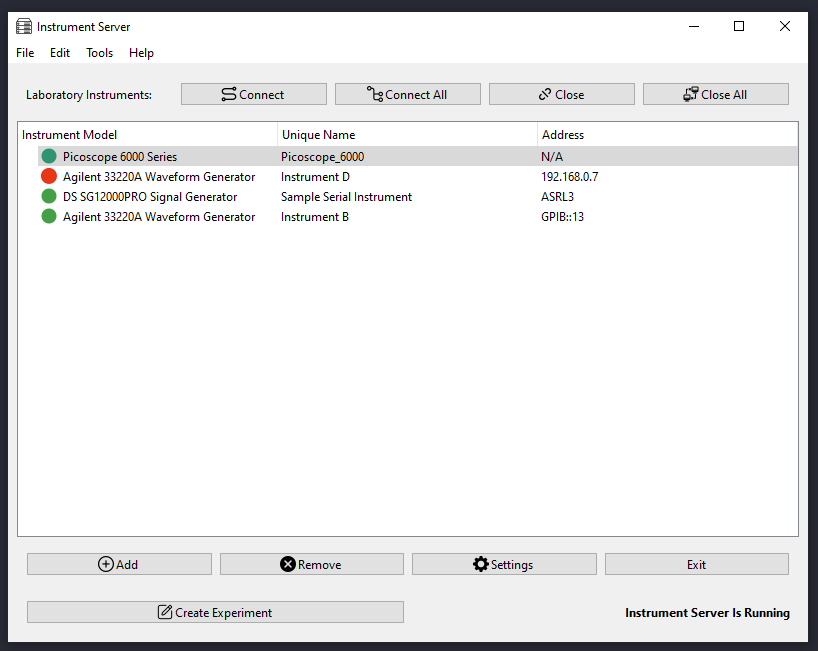 Instrument Server
File Edit Tools Help
Laboratory Instruments: Connect Connect All Close Close All
Instrument Model Unique Name Address
Picoscope 6000 Series Picoscope_6000 N/A
Agilent 33220A Waveform Generator Instrument D 192.168.0.7
DS SG12000PRO Signal Generator Sample Serial Instrument ASRL3
Agilent 33220A Waveform Generator Instrument B GPIB::13
Add Remove Settings Exit
Create Experiment Instrument Server Is Running